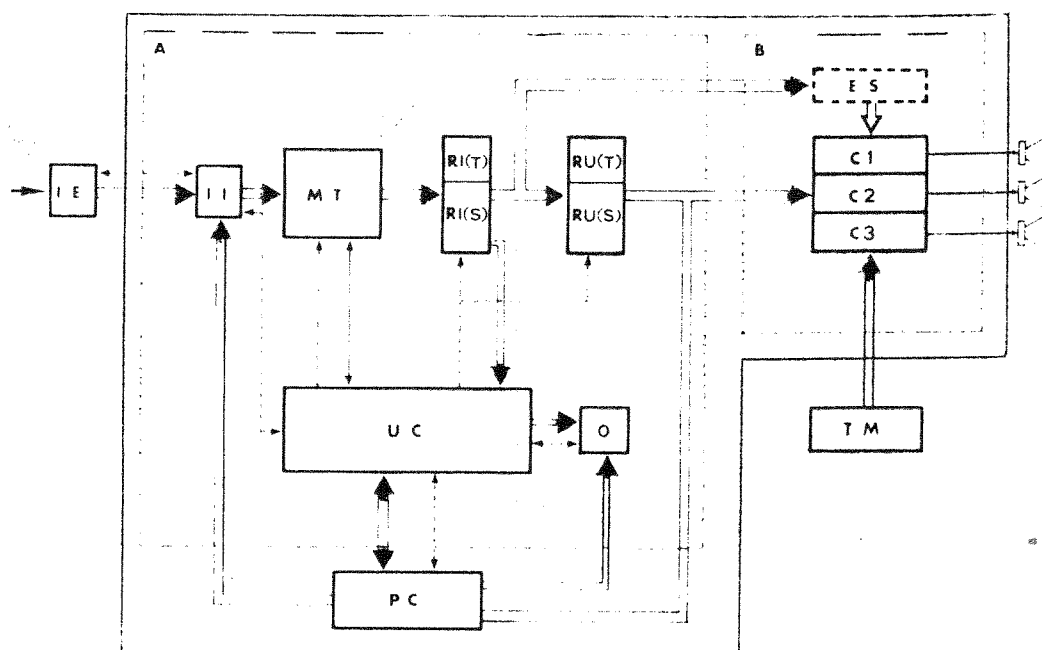 A
B
E S
RI(T)
RU(T)
C 1
I E
I I
M T
C 2
RI(S)
RU(S)
C 3
U C
O
T M
P C